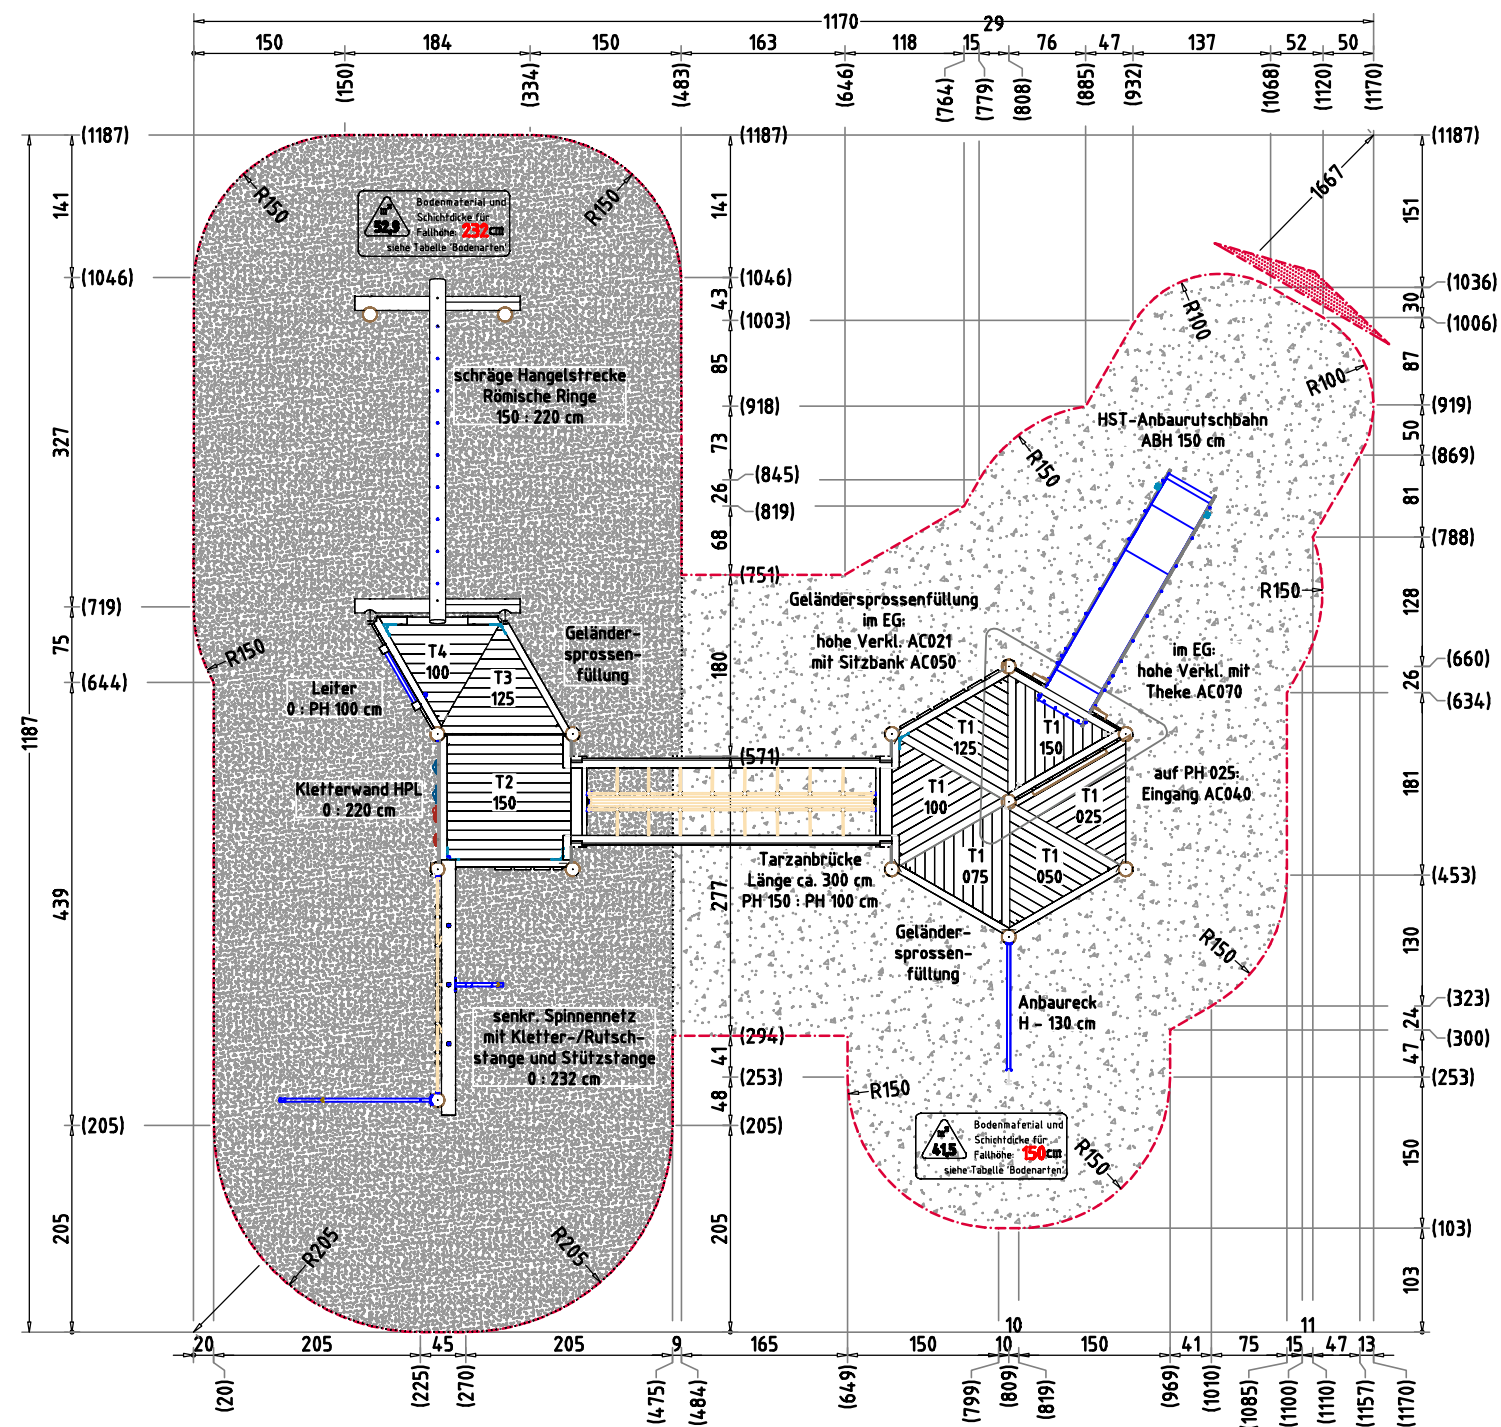 1170
29
150 184 150 163 118 15 76 47 137 52 50
(150) (334) (483) (646) (764) (779) (808) (885) (932) (1068) (1120) (1170)
(1187) (1187) (1187)
1667
141 141 151
R150 R150
m²
52,9
Bodenmaterial und
Schichtdicke für
Fallhöhe: 232cm
siehe Tabelle 'Bodenarten'
(1046) (1046) (1036)
43 30
(1003) (1006)
R100
R100
85 87
schräge Hangelstrecke
Römische Ringe
150 : 220 cm
(918) (919)
HST-Anbaurutschbahn
ABH 150 cm
327 73 50
R150
(845) (869)
26 81
(819)
68 (788)
(751)
R150
Geländersprossenfüllung
im EG:
hohe Verkl. AC021
mit Sitzbank AC050
128
(719)
75
R150
(644)
180
Geländer-
sprossen-
füllung
T4
100
T3
125
Leiter
0 : PH 100 cm
im EG:
hohe Verkl. mit
Theke AC070
(660)
26
(634)
1187
T1
125
T1
150
(571)
Kletterwand HPL
0 : 220 cm
T2
150
T1
100
T1
025
auf PH 025:
Eingang AC040
181
T1
075
T1
050
Tarzanbrücke
Länge ca. 300 cm
PH 150 : PH 100 cm
(453)
439 277 130
Geländer-
sprossen-
füllung
R150
Anbaureck
H - 130 cm
(323)
24
(300)
senkr. Spinnennetz
mit Kletter-/Rutsch-
stange und Stützstange
0 : 232 cm
(294)
41 47
(253) (253)
48
R150
(205) (205)
m²
41,5
Bodenmaterial und
Schichtdicke für
Fallhöhe: 150cm
siehe Tabelle 'Bodenarten'
R150
150
205 205
(103)
R205 R205
103
10 11
20 205 45 205 9 165 150 10 150 41 75 15 47 13
(20) (225) (270) (475) (484) (649) (799) (809) (819) (969) (1010) (1085) (1100) (1110) (1157) (1170)